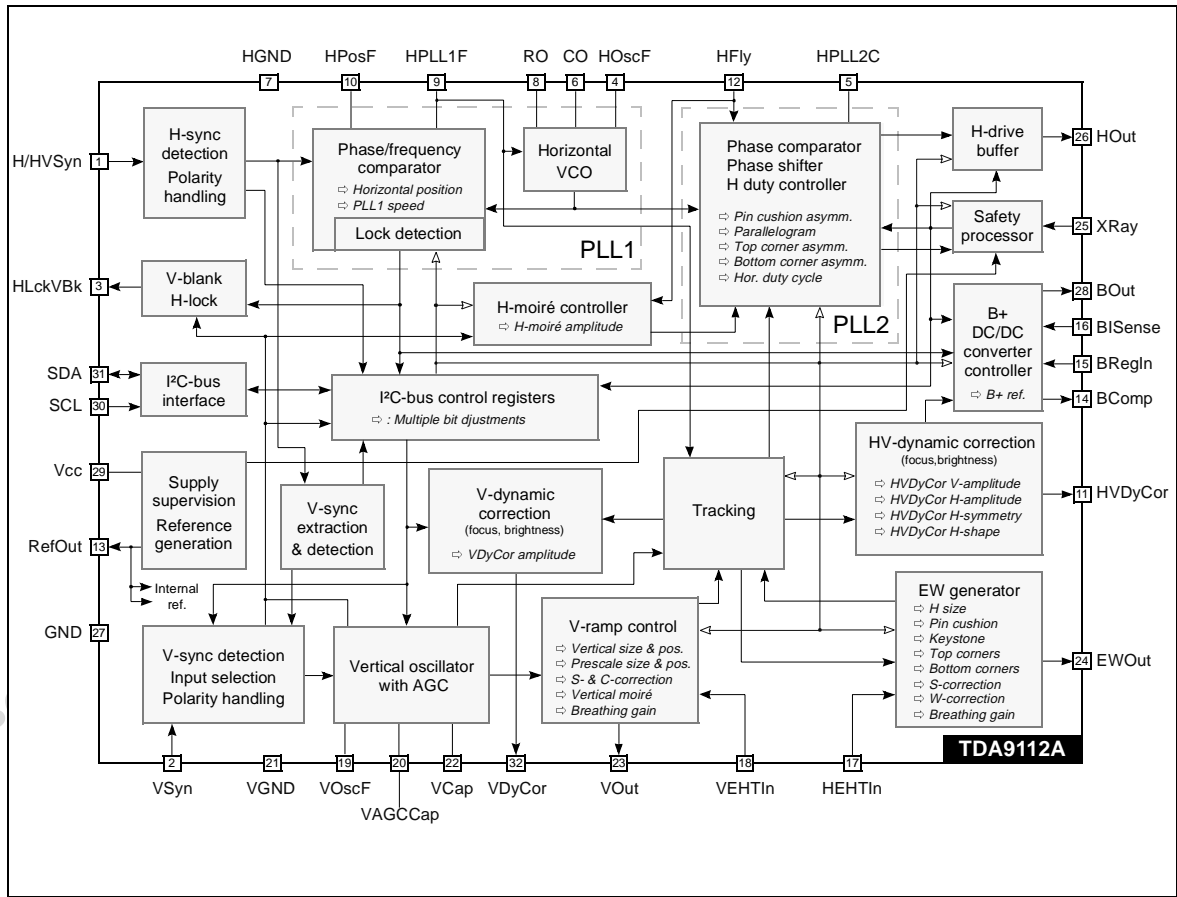 HGND
HPosF
HPLL1F
RO
CO
HOscF
HFly
HPLL2C
7
10
9
8
6
4
12
5
H/HVSyn
1
H-sync
detection
Polarity
handling
Phase/frequency
comparator
⇨ Horizontal position
⇨ PLL1 speed
Lock detection
Horizontal
VCO
PLL1
Phase comparator
Phase shifter
H duty controller
⇨ Pin cushion asymm.
⇨ Parallelogram
⇨ Top corner asymm.
⇨ Bottom corner asymm.
⇨ Hor. duty cycle
PLL2
H-drive
buffer
26
HOut
Safety
processor
25
XRay
HLckVBk
3
V-blank
H-lock
H-moiré controller
⇨ H-moiré amplitude
B+
DC/DC
converter
controller
⇨ B+ ref.
28
BOut
16
BISense
15
BRegIn
14
BComp
SDA
31
SCL
30
I²C-bus
interface
I²C-bus control registers
⇨ : Multiple bit djustments
Vcc
29
Supply
supervision
Reference
generation
RefOut
13
Internal
ref.
V-sync
extraction
& detection
V-dynamic
correction
(focus, brightness)
⇨ VDyCor amplitude
Tracking
HV-dynamic correction
(focus,brightness)
⇨ HVDyCor V-amplitude
⇨ HVDyCor H-amplitude
⇨ HVDyCor H-symmetry
⇨ HVDyCor H-shape
11
HVDyCor
GND
27
V-sync detection
Input selection
Polarity handling
Vertical oscillator
with AGC
V-ramp control
⇨ Vertical size & pos.
⇨ Prescale size & pos.
⇨ S- & C-correction
⇨ Vertical moiré
⇨ Breathing gain
EW generator
⇨ H size
⇨ Pin cushion
⇨ Keystone
⇨ Top corners
⇨ Bottom corners
⇨ S-correction
⇨ W-correction
⇨ Breathing gain
24
EWOut
TDA9112A
2
21
19
20
22
32
23
18
17
VSyn
VGND
VOscF
VAGCCap
VCap
VDyCor
VOut
VEHTIn
HEHTIn